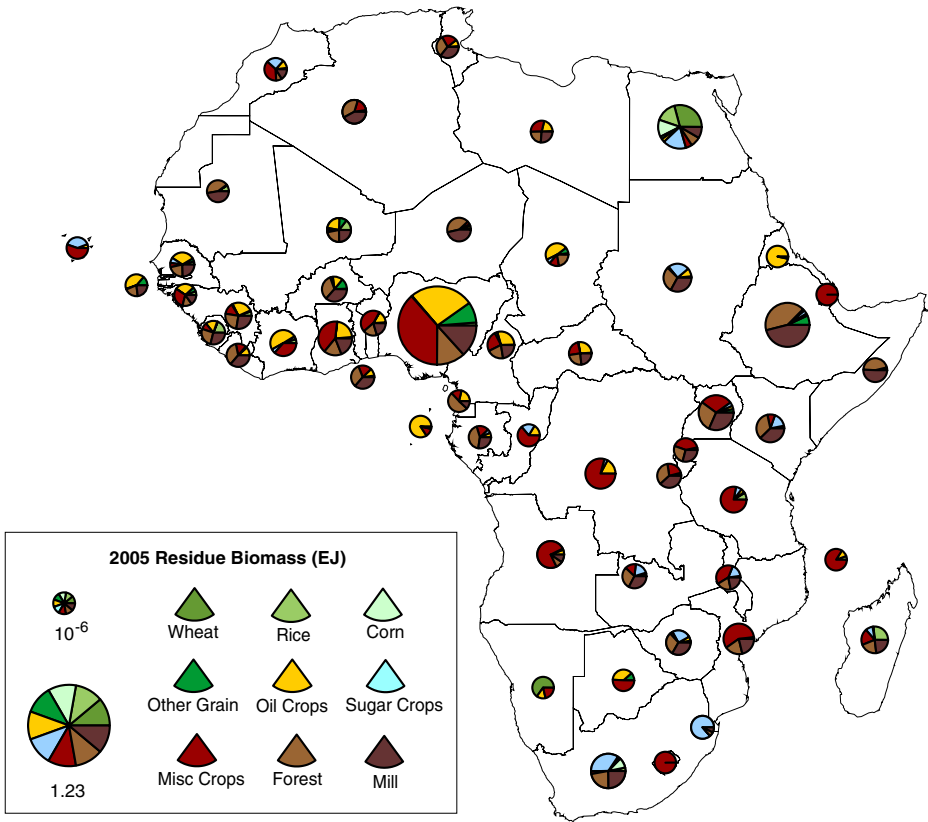 2005 Residue Biomass (EJ)
10-6
Wheat
Rice
Corn
Other Grain
Oil Crops
Sugar Crops
1.23
Misc Crops
Forest
Mill